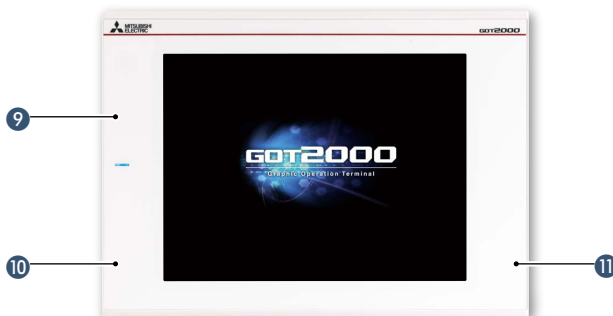 MITSUBISHI
ELECTRIC
GOT2000
9
GOT2000
Graphic Operation Terminal
10
11